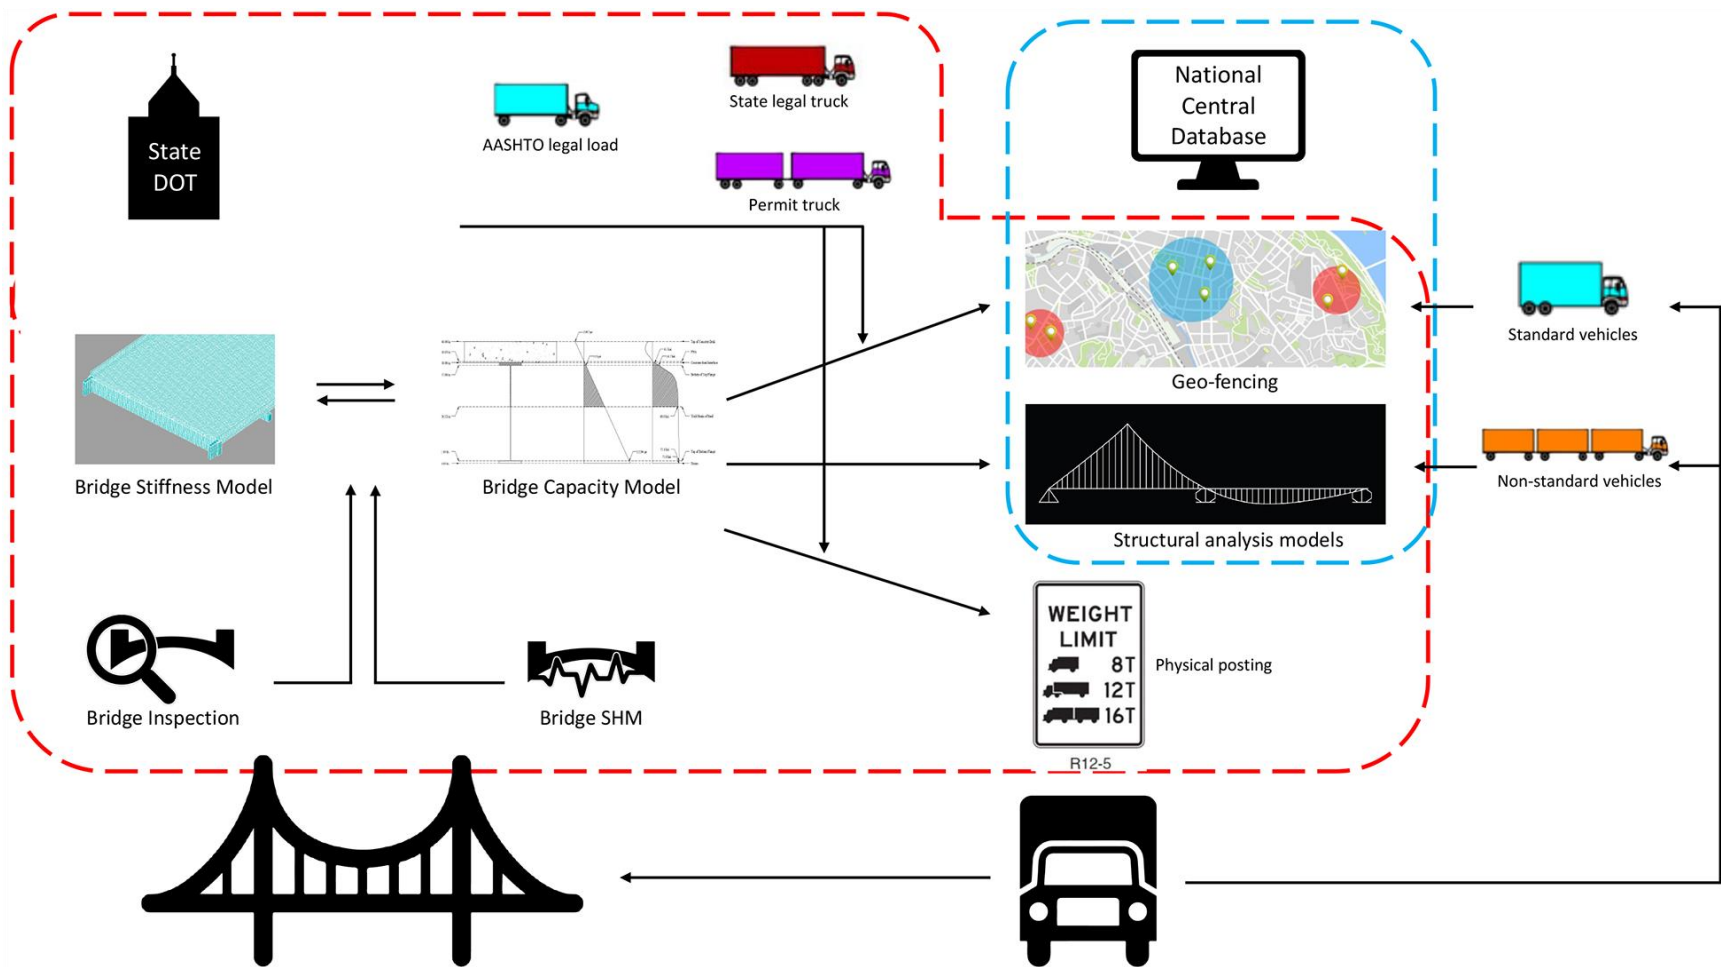 State
DOT
AASHTO legal load
State legal truck
Permit truck
National
Central
Database
Geo-fencing
Structural analysis models
Standard vehicles
Non-standard vehicles
Bridge Stiffness Model
Bridge Capacity Model
Bridge Inspection
Bridge SHM
WEIGHT
LIMIT
8T
12T
16T
R12-5
Physical posting